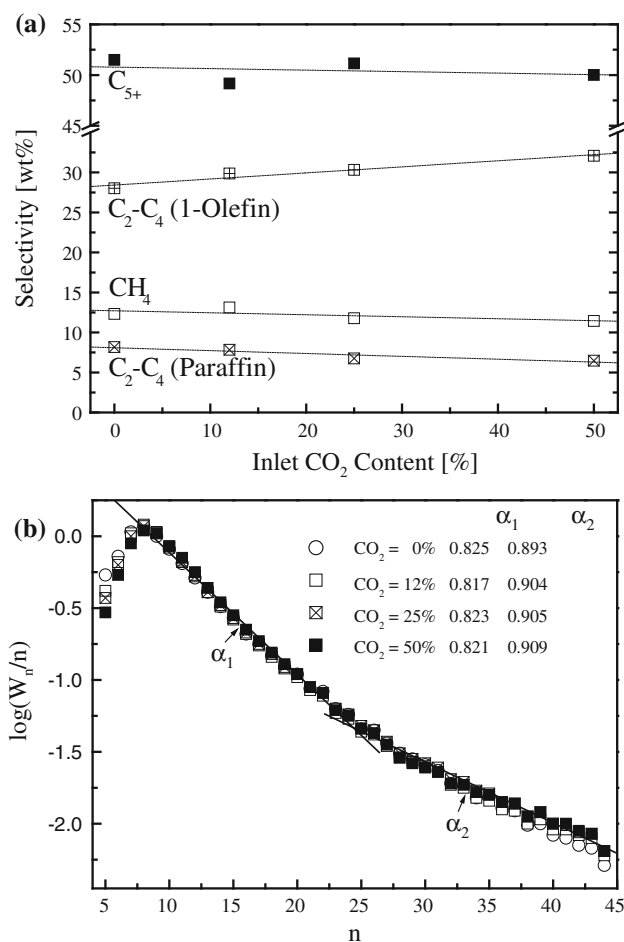 (a)
55
50
45
30
25
20
15
10
5
0
Selectivity [wt%]
C5+
C2-C4 (1-Olefin)
CH4
C2-C4 (Paraffin)
0 10 20 30 40 50
Inlet CO2 Content [%]
(b)
0.0
-0.5
-1.0
-1.5
-2.0
log(Wn/n)
α1 α2
CO2 = 0% 0.825 0.893
CO2 = 12% 0.817 0.904
CO2 = 25% 0.823 0.905
CO2 = 50% 0.821 0.909
α1
α2
5 10 15 20 25 30 35 40 45
n